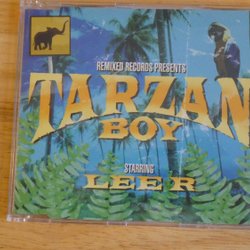 REMIXED RECORDS PRESENTS
TARZAN
BOY
STARRING
LEE R.